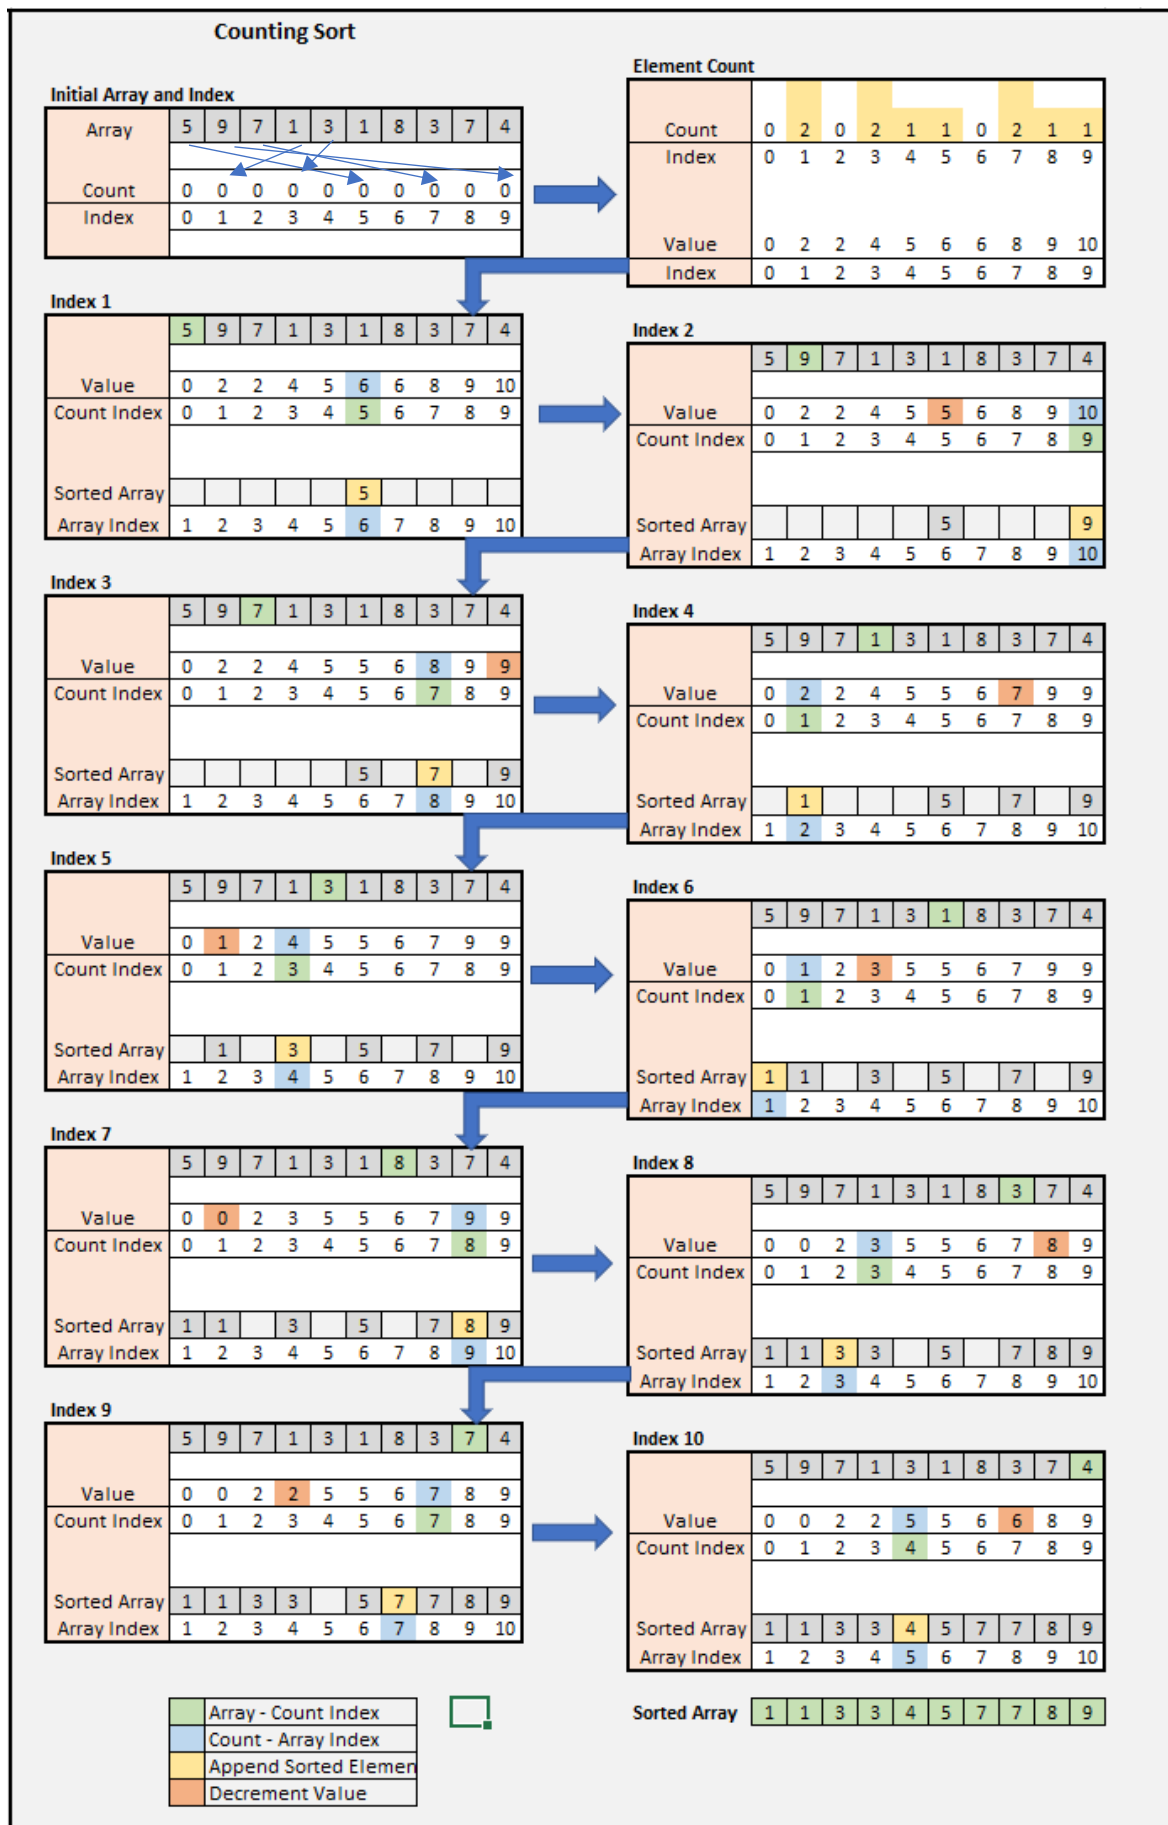 Counting Sort
Initial Array and Index
Array 5 9 7 1 3 1 8 3 7 4
Count 0 0 0 0 0 0 0 0 0 0
Index 0 1 2 3 4 5 6 7 8 9
Element Count
Count 0 2 0 2 1 1 0 2 1 1
Index 0 1 2 3 4 5 6 7 8 9
Value 0 2 2 4 5 6 6 8 9 10
Index 0 1 2 3 4 5 6 7 8 9
Index 1
5 9 7 1 3 1 8 3 7 4
Value 0 2 2 4 5 6 6 8 9 10
Count Index 0 1 2 3 4 5 6 7 8 9
Sorted Array 5
Array Index 1 2 3 4 5 6 7 8 9 10
Index 2
5 9 7 1 3 1 8 3 7 4
Value 0 2 2 4 5 5 6 8 9 10
Count Index 0 1 2 3 4 5 6 7 8 9
Sorted Array 5 9
Array Index 1 2 3 4 5 6 7 8 9 10
Index 3
5 9 7 1 3 1 8 3 7 4
Value 0 2 2 4 5 5 6 8 9 9
Count Index 0 1 2 3 4 5 6 7 8 9
Sorted Array 5 7 9
Array Index 1 2 3 4 5 6 7 8 9 10
Index 4
5 9 7 1 3 1 8 3 7 4
Value 0 2 2 4 5 5 6 7 9 9
Count Index 0 1 2 3 4 5 6 7 8 9
Sorted Array 1 5 7 9
Array Index 1 2 3 4 5 6 7 8 9 10
Index 5
5 9 7 1 3 1 8 3 7 4
Value 0 1 2 4 5 5 6 7 9 9
Count Index 0 1 2 3 4 5 6 7 8 9
Sorted Array 1 3 5 7 9
Array Index 1 2 3 4 5 6 7 8 9 10
Index 6
5 9 7 1 3 1 8 3 7 4
Value 0 1 2 3 5 5 6 7 9 9
Count Index 0 1 2 3 4 5 6 7 8 9
Sorted Array 1 1 3 5 7 9
Array Index 1 2 3 4 5 6 7 8 9 10
Index 7
5 9 7 1 3 1 8 3 7 4
Value 0 0 2 3 5 5 6 7 9 9
Count Index 0 1 2 3 4 5 6 7 8 9
Sorted Array 1 1 3 5 7 8 9
Array Index 1 2 3 4 5 6 7 8 9 10
Index 8
5 9 7 1 3 1 8 3 7 4
Value 0 0 2 3 5 5 6 7 8 9
Count Index 0 1 2 3 4 5 6 7 8 9
Sorted Array 1 1 3 3 5 7 8 9
Array Index 1 2 3 4 5 6 7 8 9 10
Index 9
5 9 7 1 3 1 8 3 7 4
Value 0 0 2 2 5 5 6 7 8 9
Count Index 0 1 2 3 4 5 6 7 8 9
Sorted Array 1 1 3 3 5 7 7 8 9
Array Index 1 2 3 4 5 6 7 8 9 10
Index 10
5 9 7 1 3 1 8 3 7 4
Value 0 0 2 2 5 5 6 6 8 9
Count Index 0 1 2 3 4 5 6 7 8 9
Sorted Array 1 1 3 3 4 5 7 7 8 9
Array Index 1 2 3 4 5 6 7 8 9 10
Array - Count Index
Count - Array Index
Append Sorted Elemen
Decrement Value
Sorted Array 1 1 3 3 4 5 7 7 8 9